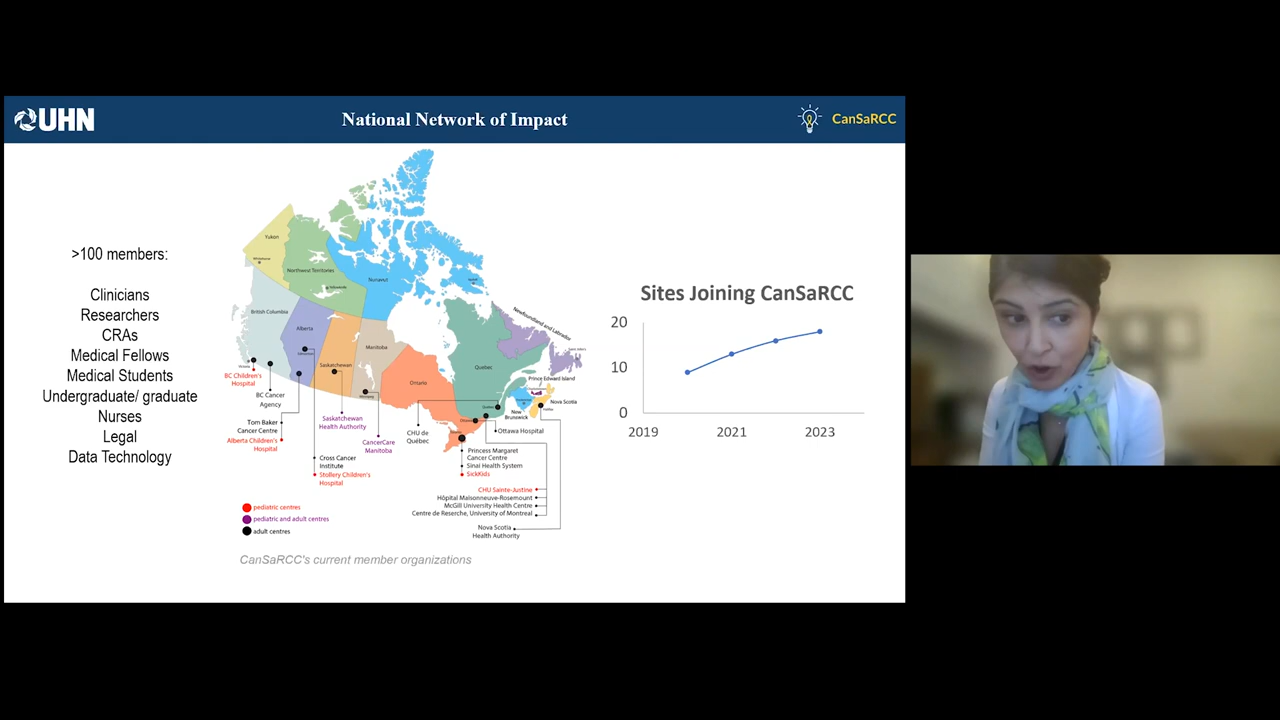 UHN
National Network of Impact
CanSaRCC
>100 members:
Clinicians
Researchers
CRAs
Medical Fellows
Medical Students
Undergraduate/ graduate
Nurses
Legal
Data Technology
Yukon
Whitehorse
Northwest Territories
Yellowknife
Nunavut
British Columbia
Alberta
Saskatchewan
Manitoba
Ontario
Quebec
Newfoundland and Labrador
Prince Edward Island
New
Brunswick
Nova Scotia
Halifax
Victoria
BC Children's
Hospital
BC Cancer
Agency
Tom Baker
Cancer Centre
Alberta Children's
Hospital
Cross Cancer
Institute
Stollery Children's
Hospital
Saskatchewan
Health Authority
CancerCare
Manitoba
CHU de
Québec
Ottawa Hospital
Princess Margaret
Cancer Centre
Sinai Health System
SickKids
CHU Sainte-Justine
Hôpital Maisonneuve-Rosemount
McGill University Health Centre
Centre de Reserche, University of Montreal
Nova Scotia
Health Authority
pediatric centres
pediatric and adult centres
adult centres
CanSaRCC's current member organizations
Sites Joining CanSaRCC
20
10
0
2019
2021
2023